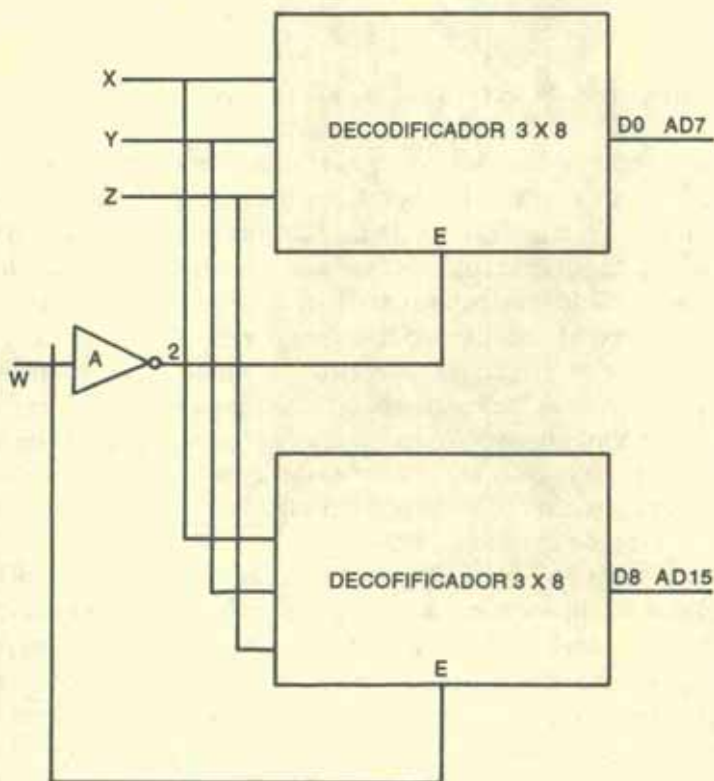 X
Y
Z
DECODIFICADOR 3 X 8
D0 AD7
E
W
A
2
DECOFIFICADOR 3 X 8
D8 AD15
E